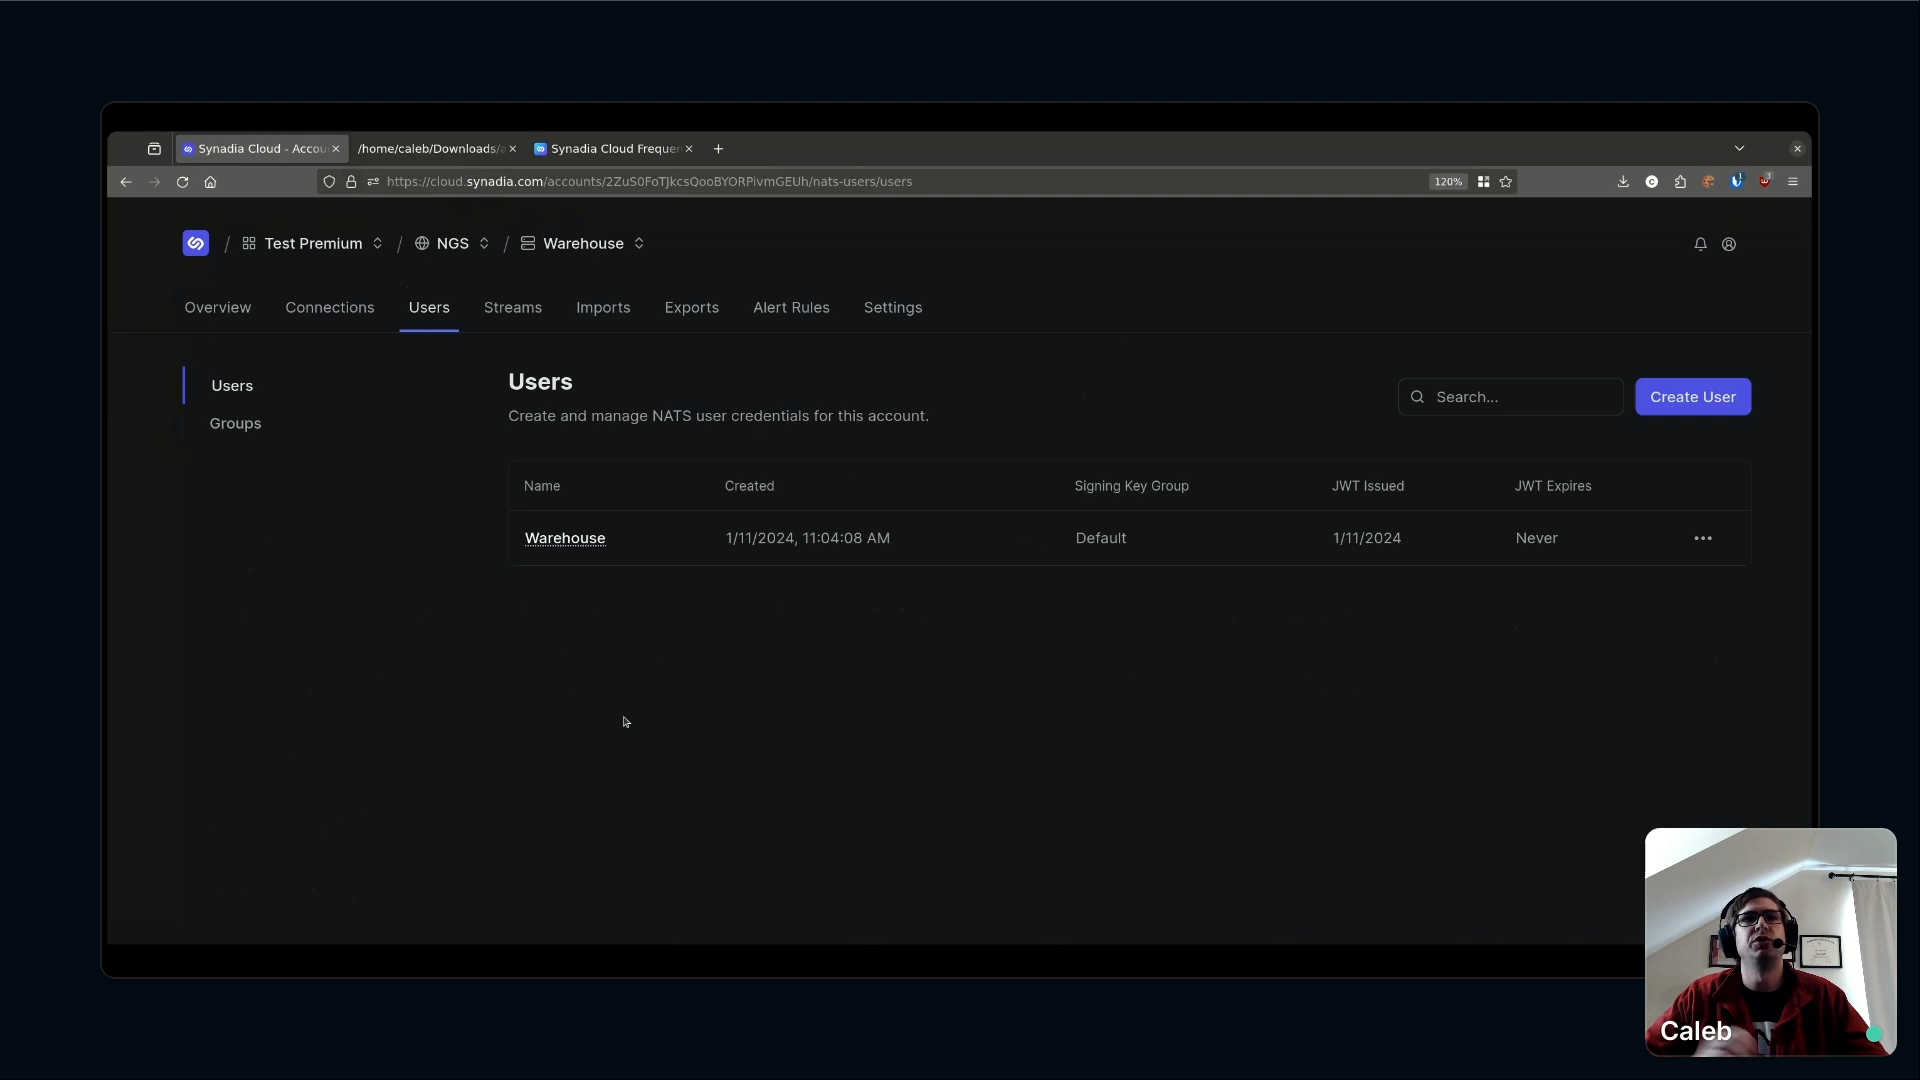 Synadia Cloud - Accou
/home/caleb/Downloads/a
Synadia Cloud Frequen
https://cloud.synadia.com/accounts/2ZuS0FoTJkcsQooBYORPivmGEUh/nats-users/users
120%
/ Test Premium / NGS / Warehouse
Overview Connections Users Streams Imports Exports Alert Rules Settings
Users
Groups
Users
Create and manage NATS user credentials for this account.
Search...
Create User
Name Created Signing Key Group JWT Issued JWT Expires
Warehouse 1/11/2024, 11:04:08 AM Default 1/11/2024 Never
Caleb